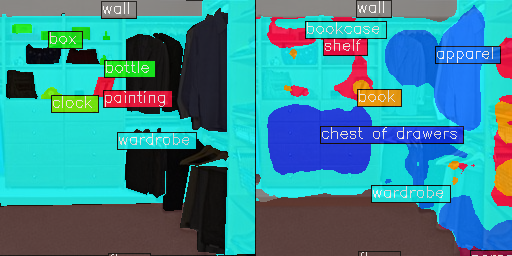 wall
box
bottle
clock
painting
wardrobe
wall
bookcase
shelf
apparel
book
chest of drawers
wardrobe